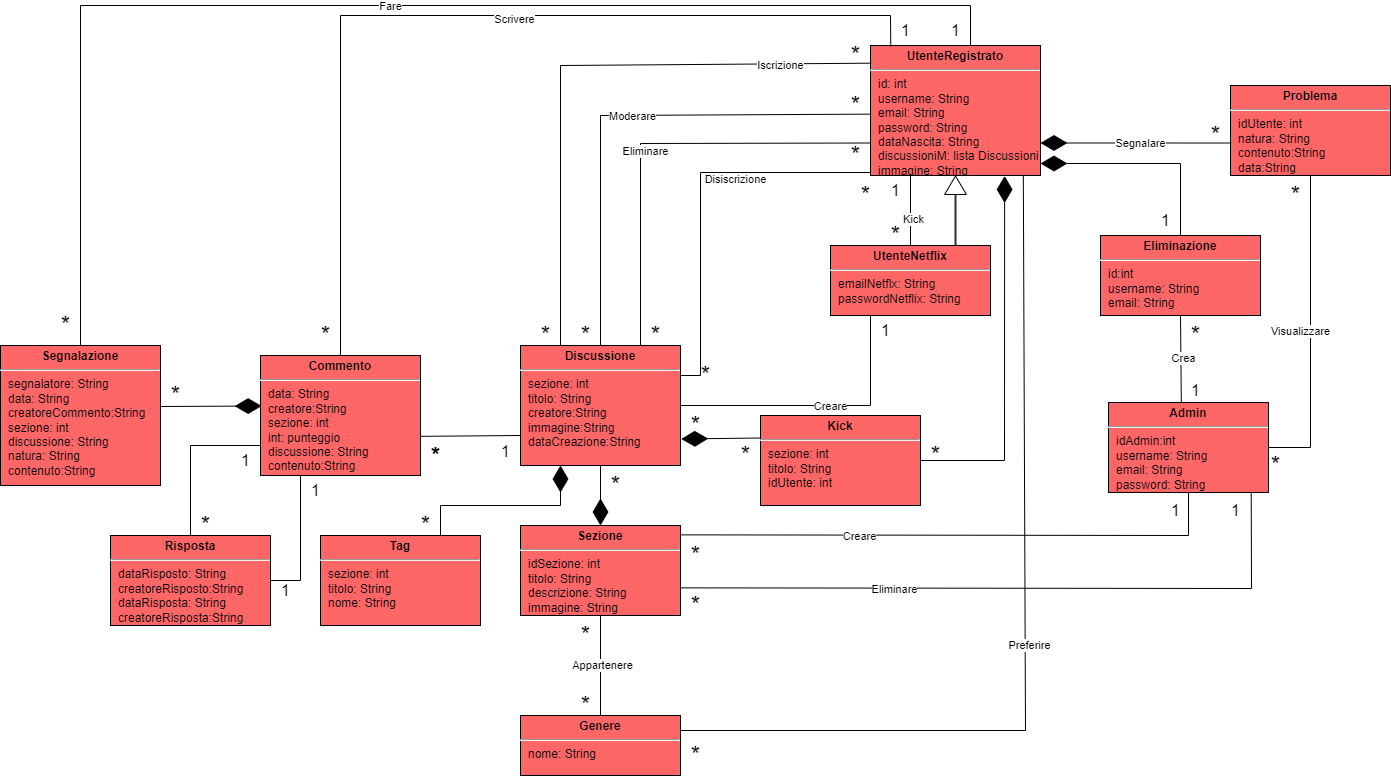 Fare
Scrivere
1
1
*
Iscrizione
*
Moderare
*
Eliminare
Disiscrizione
*
UtenteRegistrato
id: int
username: String
email: String
password: String
dataNascita: String
discussioniM: lista Discussioni
immagine: String
Segnalare
*
Problema
idUtente: int
natura: String
contenuto:String
data:String
*
1
Kick
*
1
UtenteNetflix
emailNetflx: String
passwordNetflix: String
1
Eliminazione
id:int
username: String
email: String
*
Crea
1
Visualizzare
*
*
*
*
*
*
*
Segnalazione
segnalatore: String
data: String
creatoreCommento:String
sezione: int
discussione: String
natura: String
contenuto:String
*
Commento
data: String
creatore:String
sezione: int
int: punteggio
discussione: String
contenuto:String
*
1
Discussione
sezione: int
titolo: String
creatore:String
immagine:String
dataCreazione:String
Creare
*
*
Kick
sezione: int
titolo: String
idUtente: int
*
Admin
idAdmin:int
username: String
email: String
password: String
*
1
1
1
1
*
*
*
1
Risposta
dataRisposto: String
creatoreRisposto:String
dataRisposta: String
creatoreRisposta:String
Tag
sezione: int
titolo: String
nome: String
Sezione
idSezione: int
titolo: String
descrizione: String
immagine: String
Creare
*
Eliminare
*
*
Appartenere
*
Preferire
Genere
nome: String
*